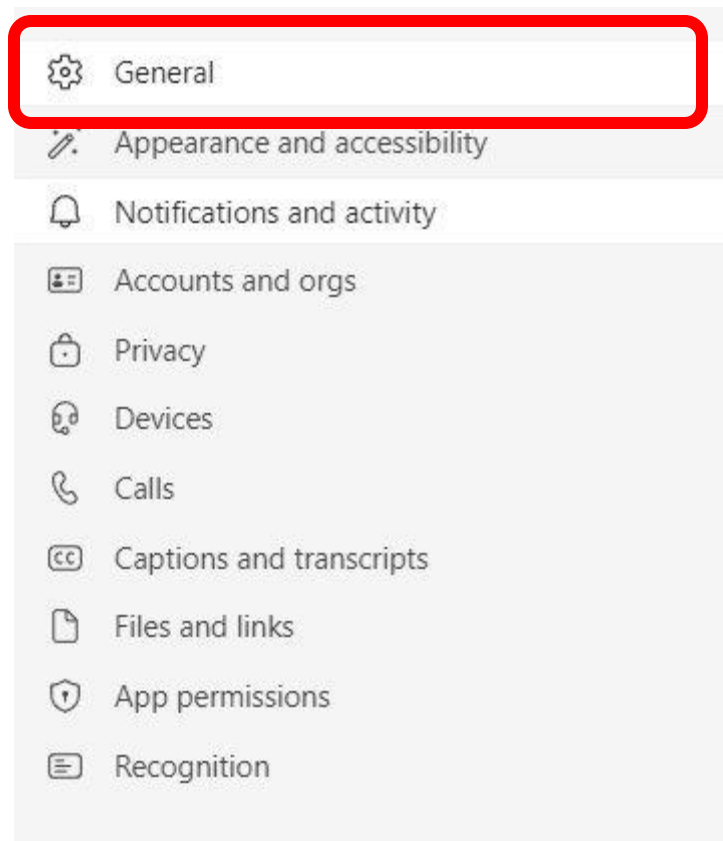 General
Appearance and accessibility
Notifications and activity
Accounts and orgs
Privacy
Devices
Calls
CC Captions and transcripts
Files and links
App permissions
Recognition